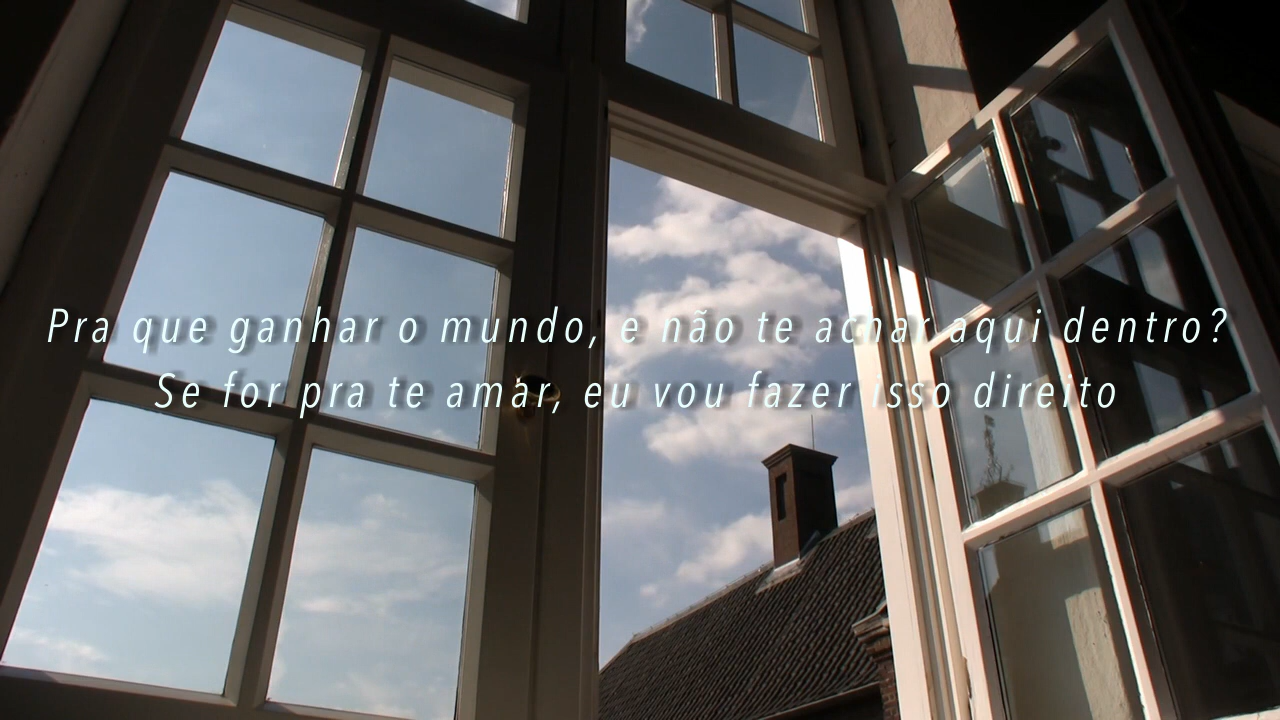 Pra que ganhar o mundo, e não te achar aqui dentro?
Se for pra te amar, eu vou fazer isso direito